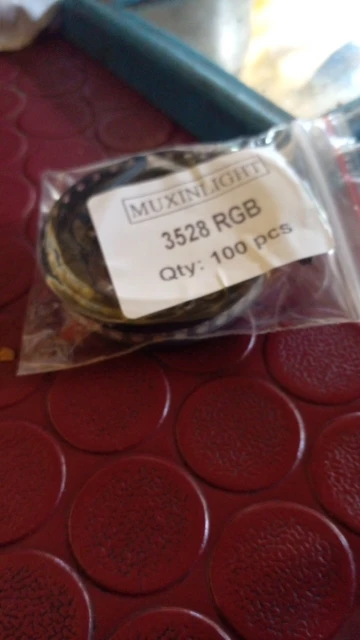 MUXINLIGHT
3528 RGB
Qty: 100 pcs